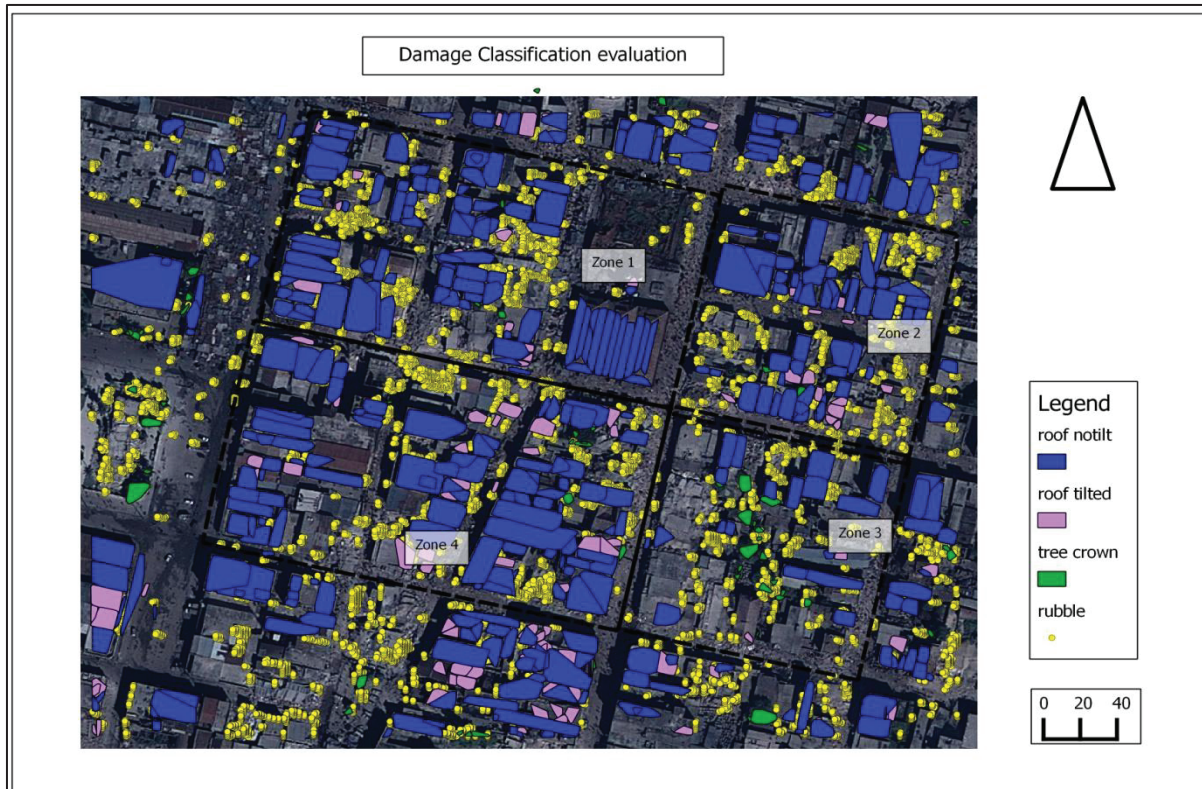 Damage Classification evaluation
Zone 1
Zone 2
Zone 3
Zone 4
Legend
roof notilt
roof tilted
tree crown
rubble
0 20 40